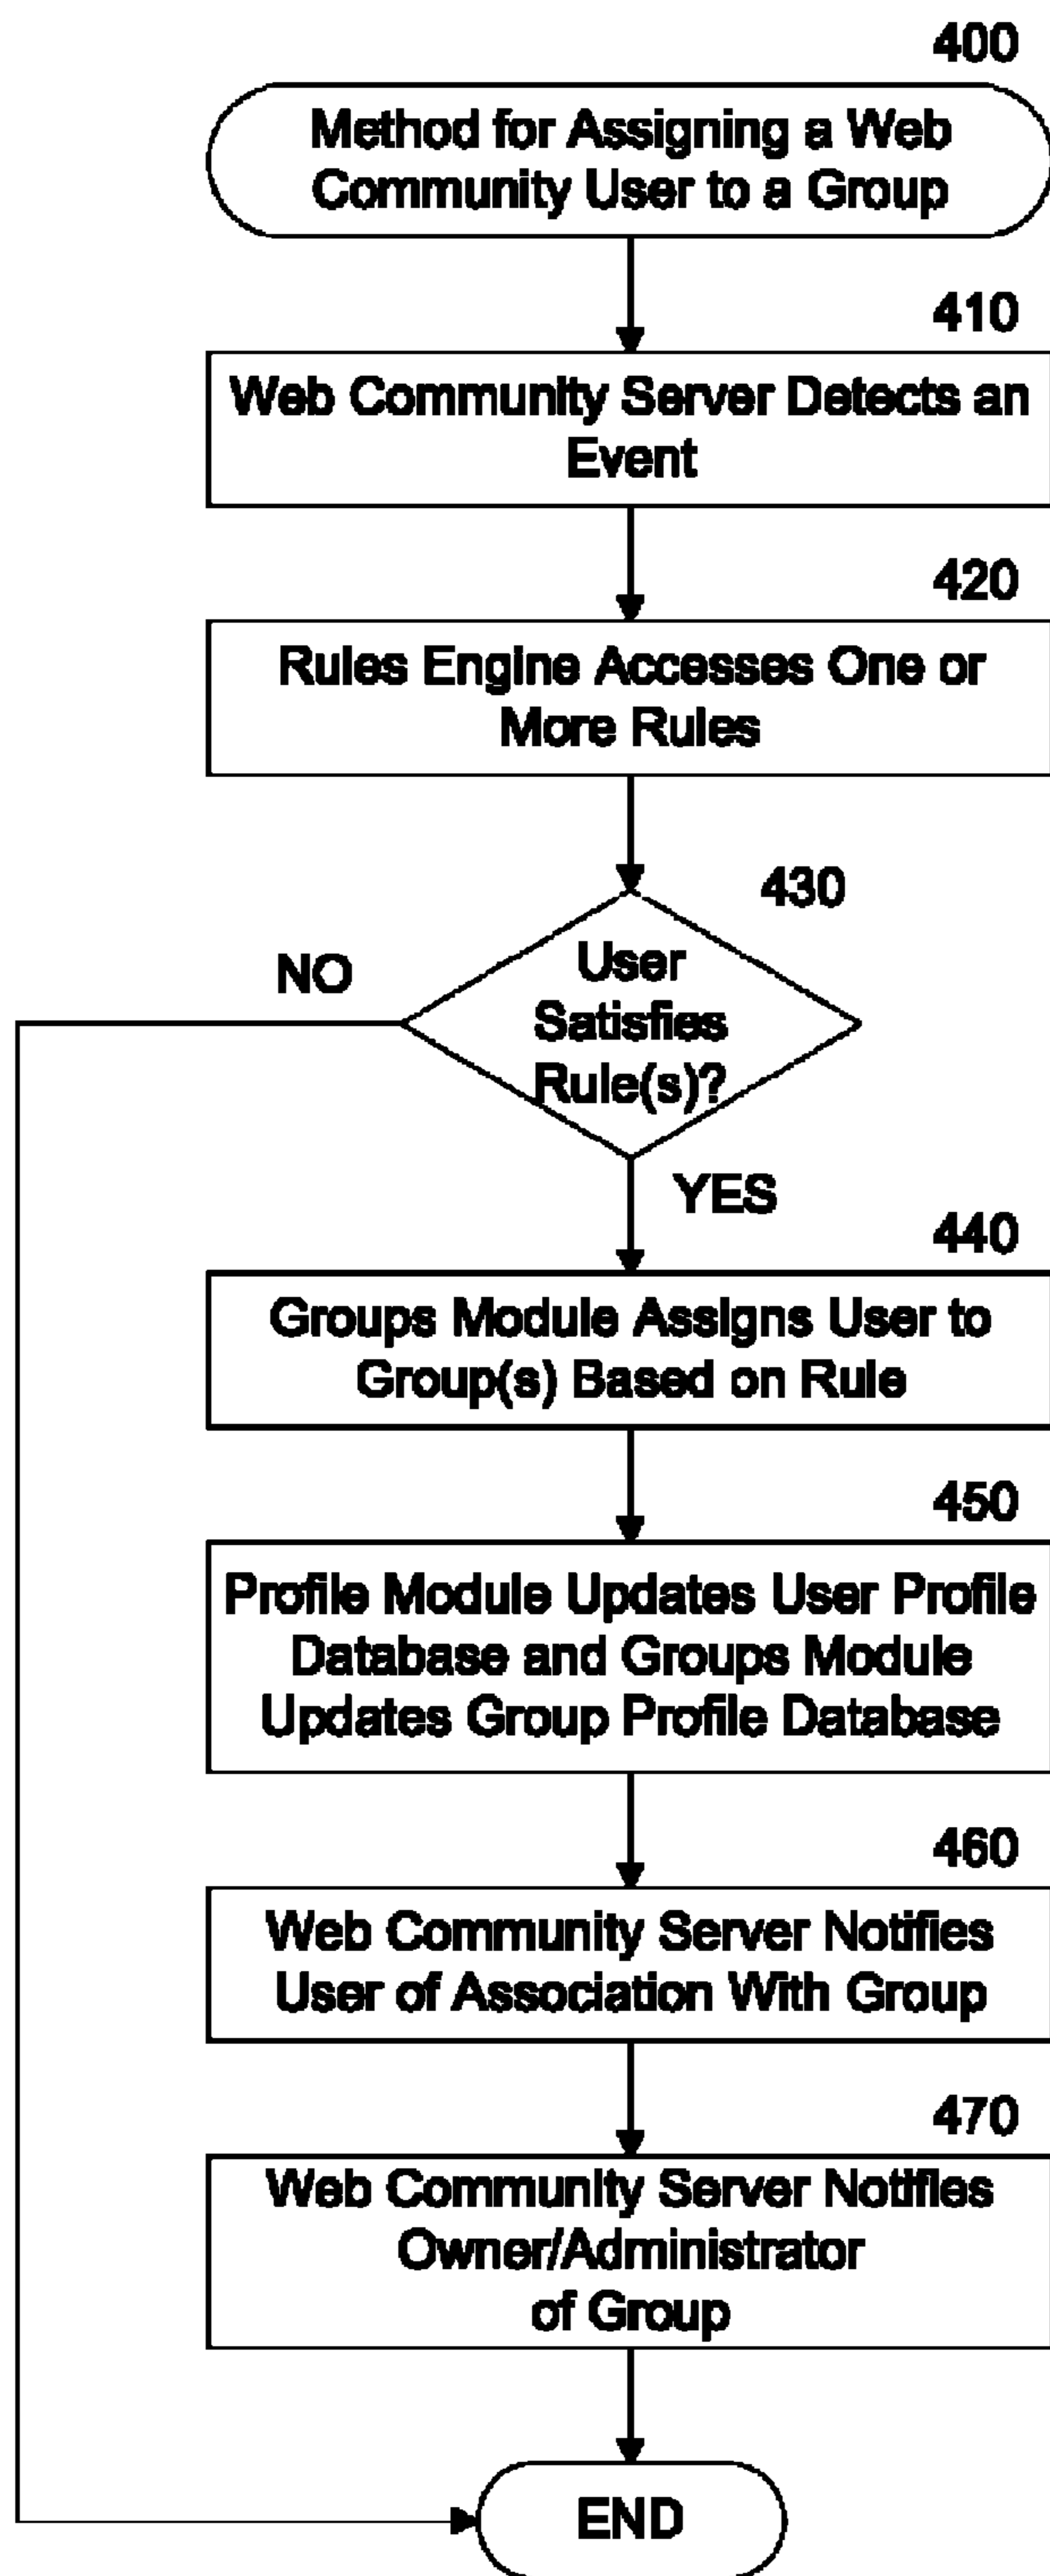 400
Method for Assigning a Web
Community User to a Group
410
Web Community Server Detects an
Event
420
Rules Engine Accesses One or
More Rules
430
User
Satisfies
Rule(s)?
NO
YES
440
Groups Module Assigns User to
Group(s) Based on Rule
450
Profile Module Updates User Profile
Database and Groups Module
Updates Group Profile Database
460
Web Community Server Notifies
User of Association With Group
470
Web Community Server Notifies
Owner/Administrator
of Group
END